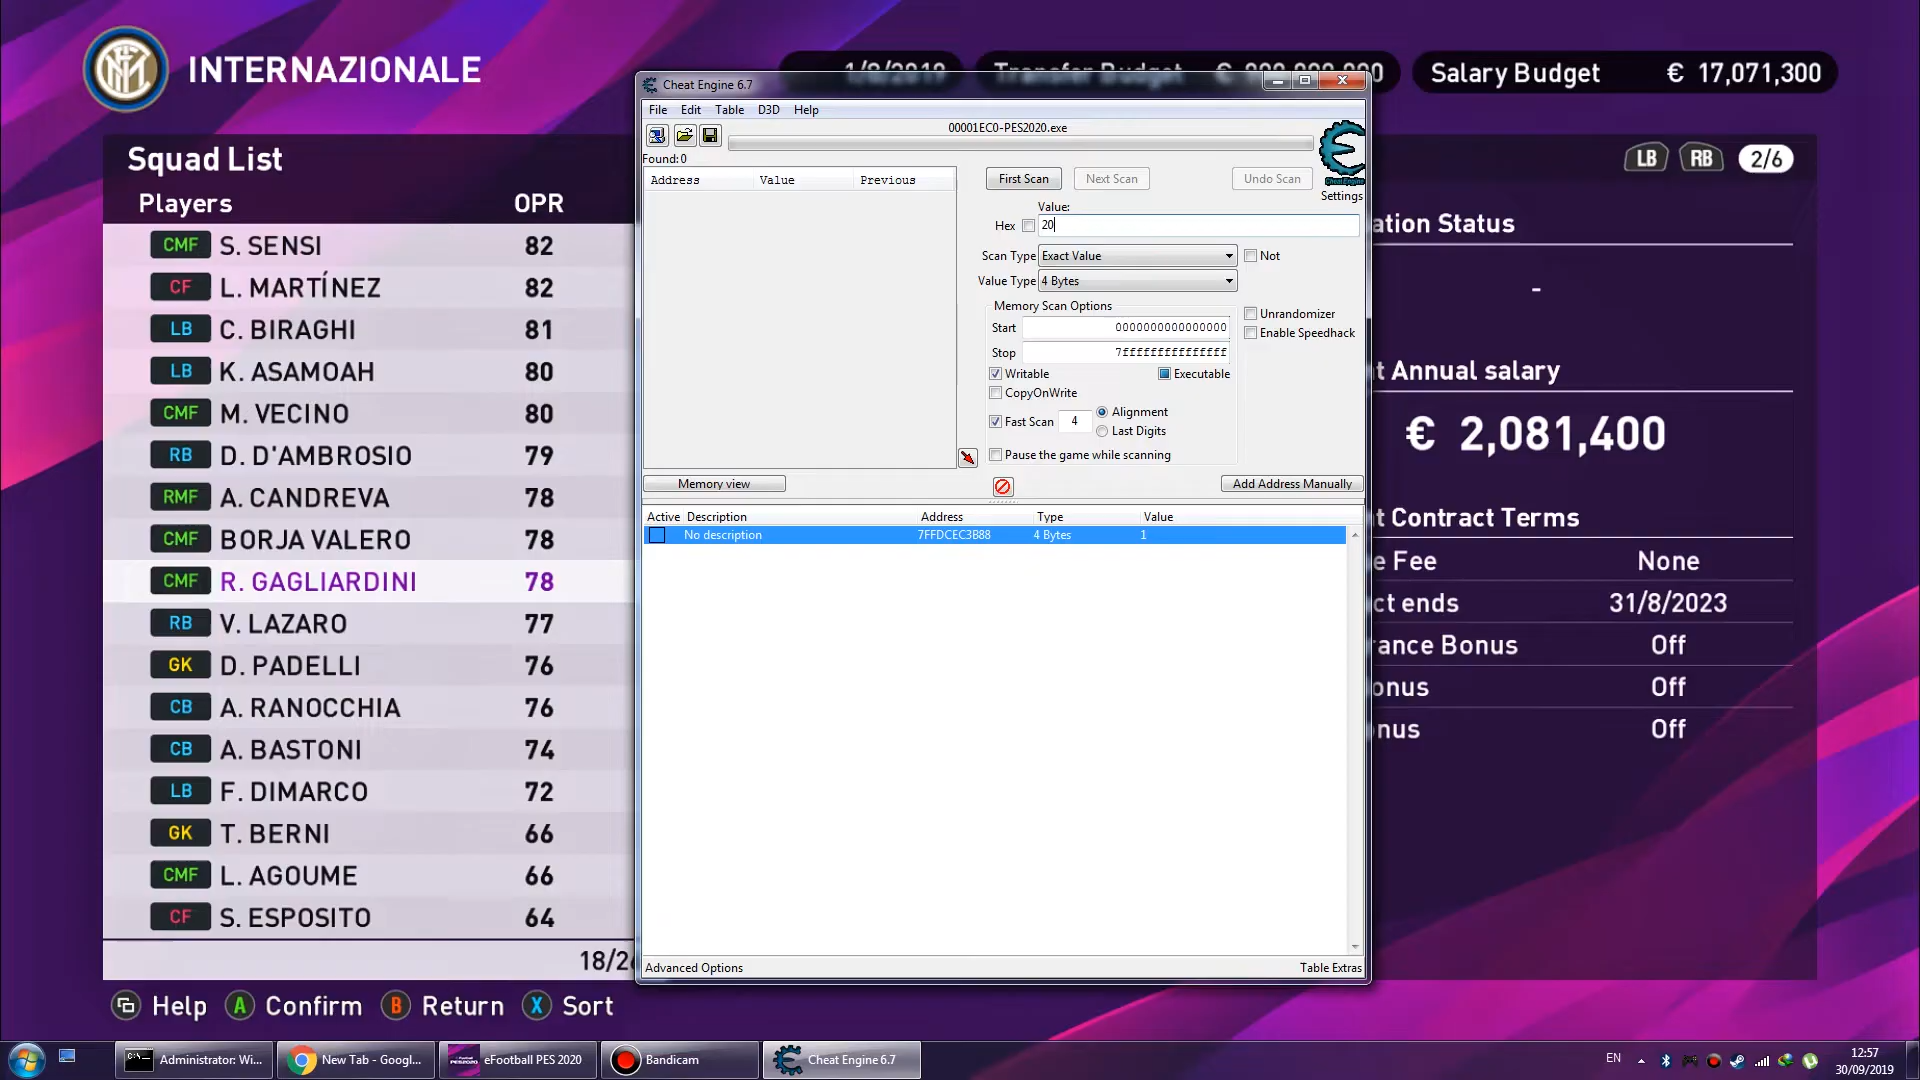 INTERNAZIONALE
1/8/2019
Transfer Budget €
Salary Budget € 17,071,300
Cheat Engine 6.7
File Edit Table D3D Help
00001EC0-PES2020.exe
Found:0
Address Value Previous
First Scan Next Scan Undo Scan
Cheat Engine
Settings
Value:
Hex 20
Scan Type Exact Value Not
Value Type 4 Bytes
Memory Scan Options
Start 0000000000000000
Stop 7fffffffffffffff
Unrandomizer
Enable Speedhack
Writable Executable
CopyOnWrite
Fast Scan 4 Alignment
Last Digits
Pause the game while scanning
Memory view Add Address Manually
Active Description Address Type Value
No description 7FFDCEC3B88 4 Bytes 1
Advanced Options Table Extras
Squad List
Players OPR
CMF S. SENSI 82
CF L. MARTÍNEZ 82
LB C. BIRAGHI 81
LB K. ASAMOAH 80
CMF M. VECINO 80
RB D. D'AMBROSIO 79
RMF A. CANDREVA 78
CMF BORJA VALERO 78
CMF R. GAGLIARDINI 78
RB V. LAZARO 77
GK D. PADELLI 76
CB A. RANOCCHIA 76
CB A. BASTONI 74
LB F. DIMARCO 72
GK T. BERNI 66
CMF L. AGOUME 66
CF S. ESPOSITO 64
18/2
LB RB 2/6
ation Status
-
t Annual salary
€ 2,081,400
t Contract Terms
e Fee None
ct ends 31/8/2023
rance Bonus Off
onus Off
onus Off
Help A Confirm B Return X Sort
Administrator: Wi... New Tab - Googl... eFootball PES 2020 Bandicam Cheat Engine 6.7
EN
12:57
30/09/2019